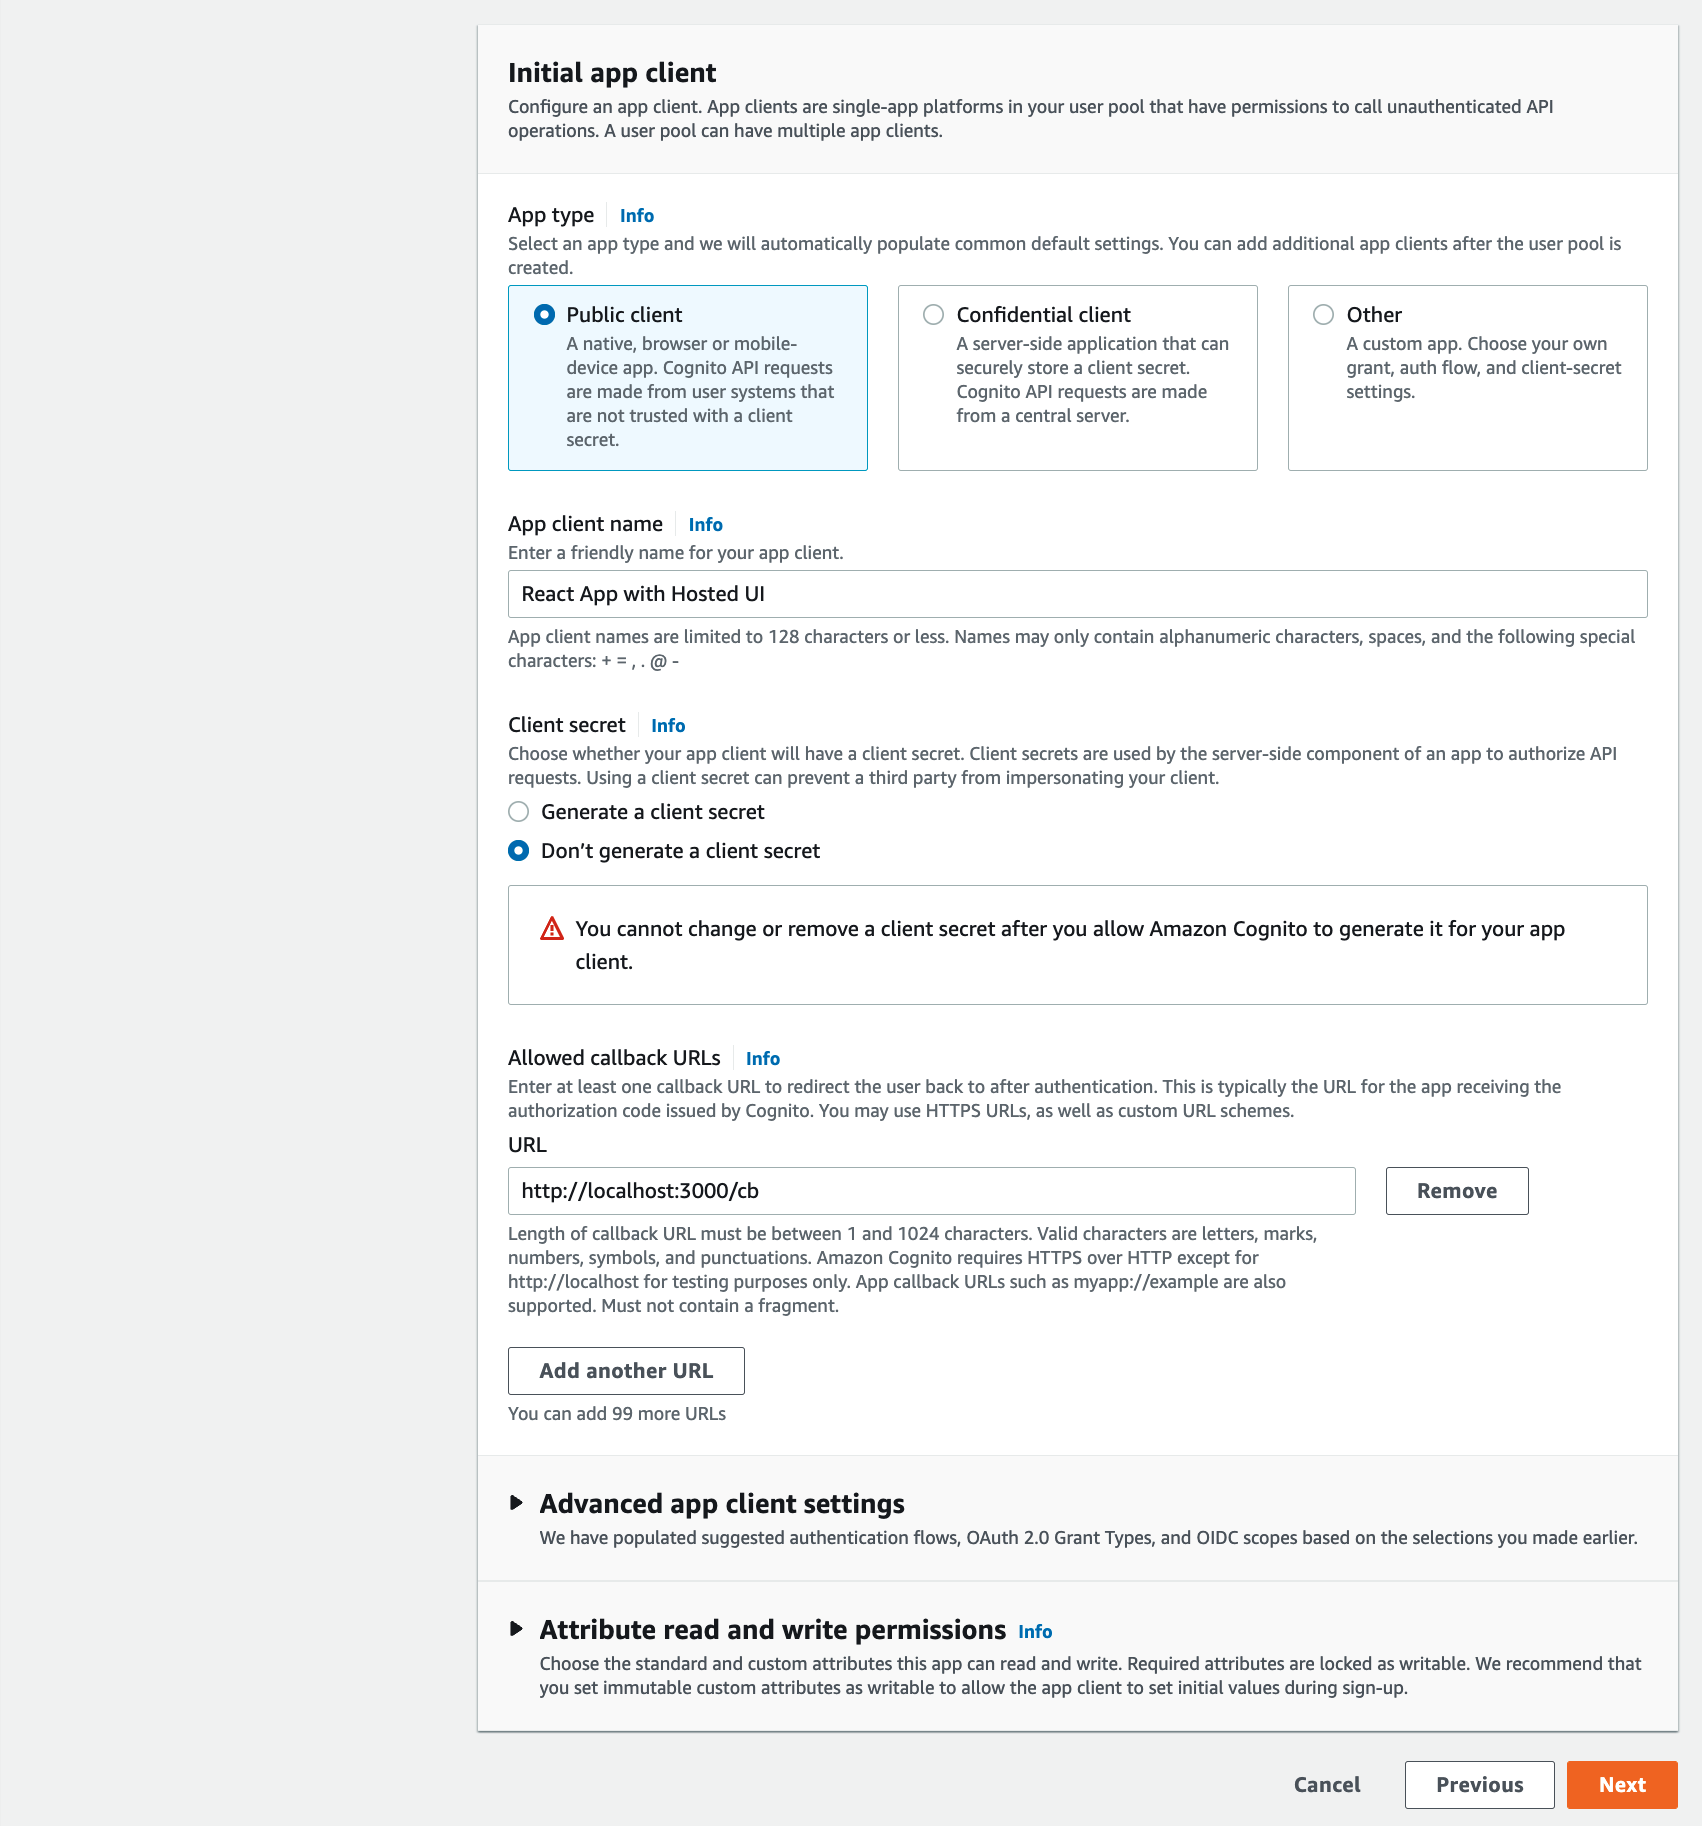 Initial app client
Configure an app client. App clients are single-app platforms in your user pool that have permissions to call unauthenticated API
operations. A user pool can have multiple app clients.
App type Info
Select an app type and we will automatically populate common default settings. You can add additional app clients after the user pool is
created.
Public client
A native, browser or mobile-
device app. Cognito API requests
are made from user systems that
are not trusted with a client
secret.
Confidential client
A server-side application that can
securely store a client secret.
Cognito API requests are made
from a central server.
Other
A custom app. Choose your own
grant, auth flow, and client-secret
settings.
App client name Info
Enter a friendly name for your app client.
React App with Hosted UI
App client names are limited to 128 characters or less. Names may only contain alphanumeric characters, spaces, and the following special
characters: + = , . @ -
Client secret Info
Choose whether your app client will have a client secret. Client secrets are used by the server-side component of an app to authorize API
requests. Using a client secret can prevent a third party from impersonating your client.
Generate a client secret
Don’t generate a client secret
You cannot change or remove a client secret after you allow Amazon Cognito to generate it for your app
client.
Allowed callback URLs Info
Enter at least one callback URL to redirect the user back to after authentication. This is typically the URL for the app receiving the
authorization code issued by Cognito. You may use HTTPS URLs, as well as custom URL schemes.
URL
http://localhost:3000/cb
Remove
Length of callback URL must be between 1 and 1024 characters. Valid characters are letters, marks,
numbers, symbols, and punctuations. Amazon Cognito requires HTTPS over HTTP except for
http://localhost for testing purposes only. App callback URLs such as myapp://example are also
supported. Must not contain a fragment.
Add another URL
You can add 99 more URLs
Advanced app client settings
We have populated suggested authentication flows, OAuth 2.0 Grant Types, and OIDC scopes based on the selections you made earlier.
Attribute read and write permissions Info
Choose the standard and custom attributes this app can read and write. Required attributes are locked as writable. We recommend that
you set immutable custom attributes as writable to allow the app client to set initial values during sign-up.
Cancel Previous Next